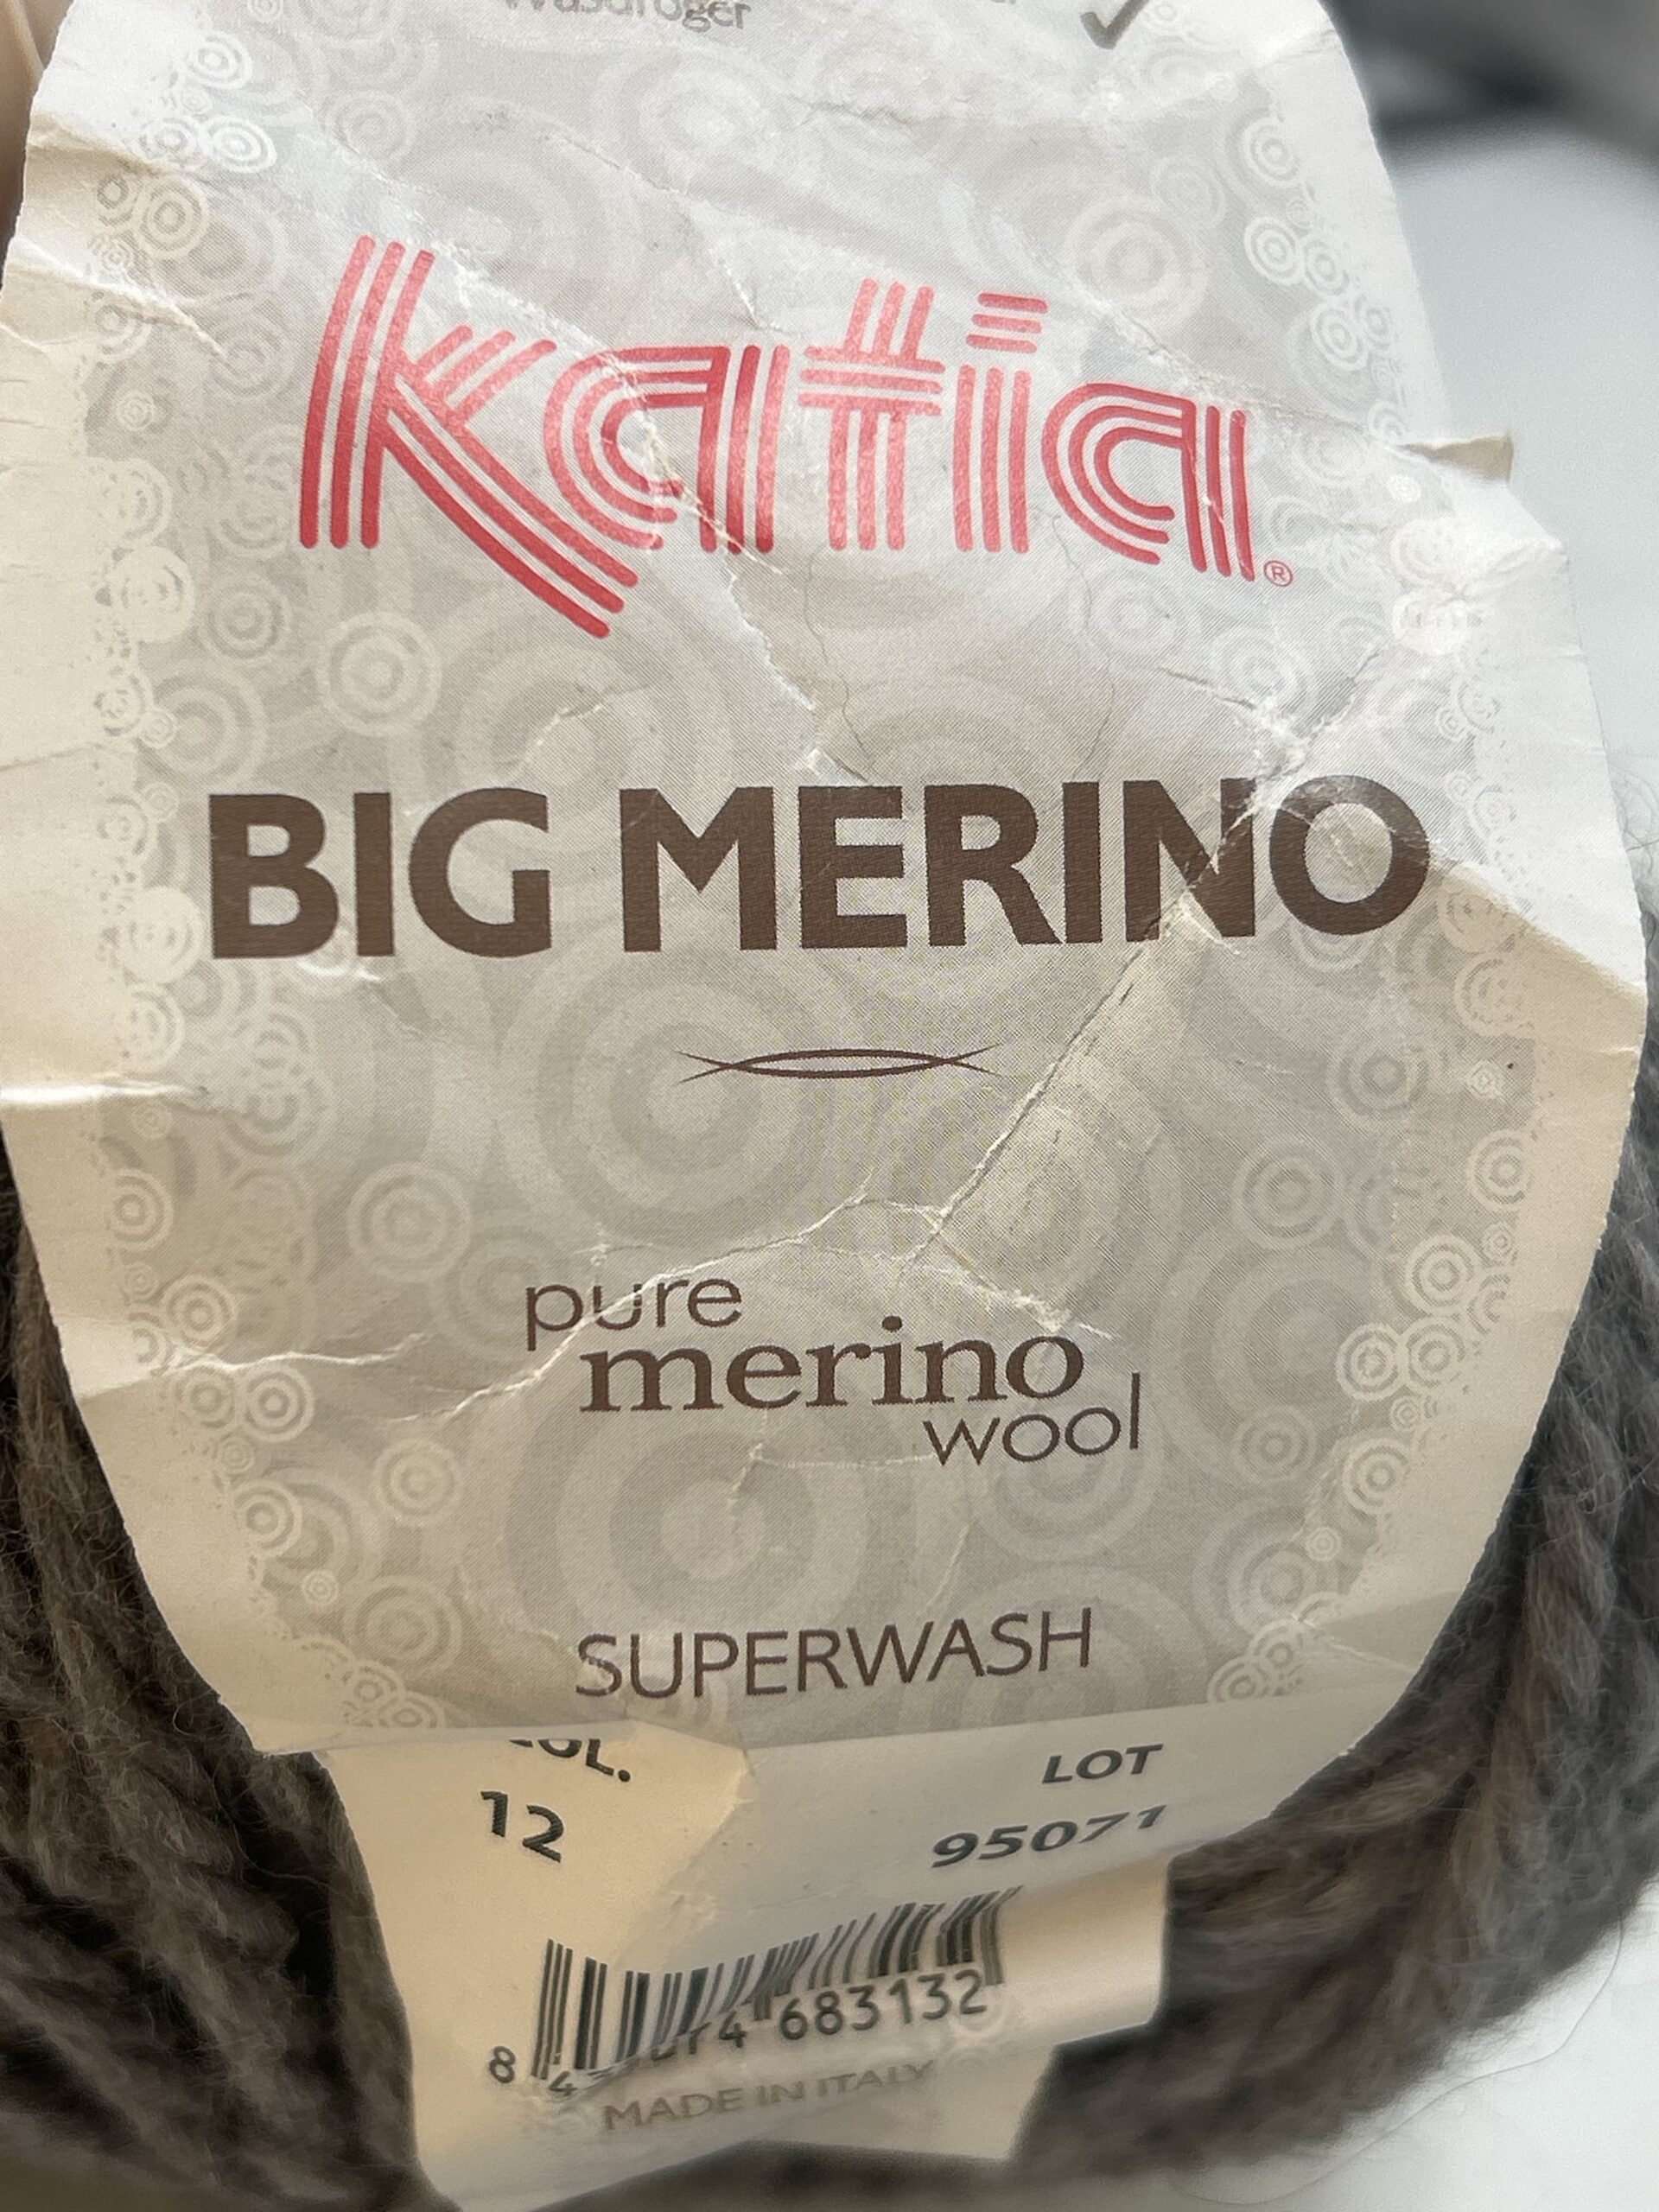 katia®
BIG MERINO
pure
merino
wool
SUPERWASH
LOT
12
95071
683132
MADE IN ITALY